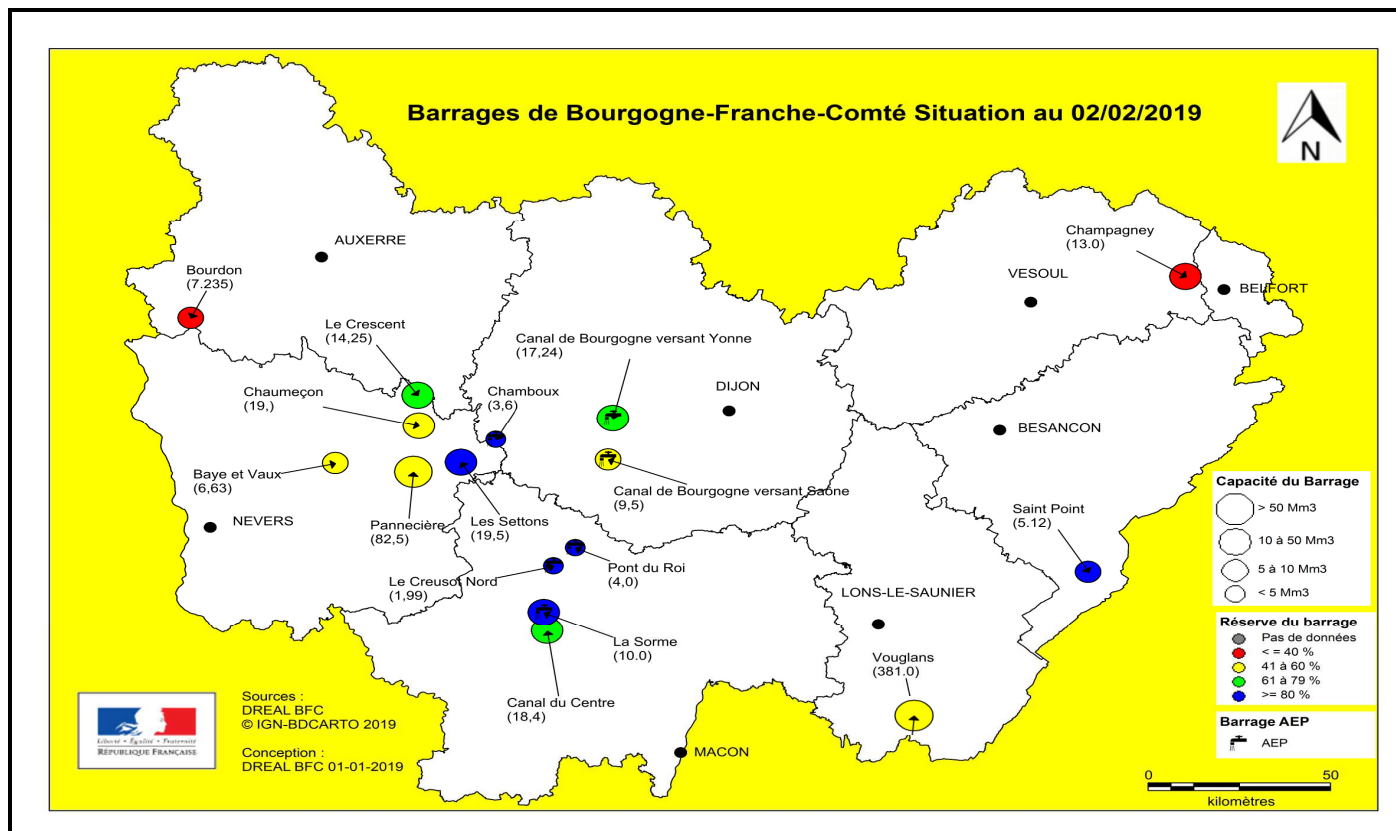 Barrages de Bourgogne-Franche-Comté Situation au 02/02/2019
N
AUXERRE
Bourdon
(7.235)
Le Crescent
(14,25)
Chaumeçon
(19,)
Canal de Bourgogne versant Yonne
(17,24)
Chamboux
(3,6)
DIJON
Champagney
(13.0)
VESOUL
BELFORT
BESANCON
Baye et Vaux
(6,63)
NEVERS
Pannecière
(82,5)
Les Settons
(19,5)
Canal de Bourgogne versant Saône
(9,5)
Pont du Roi
(4,0)
Le Creusot Nord
(1,99)
La Sorme
(10.0)
Canal du Centre
(18,4)
MACON
LONS-LE-SAUNIER
Vouglans
(381.0)
Saint Point
(5.12)
Capacité du Barrage
> 50 Mm3
10 à 50 Mm3
5 à 10 Mm3
< 5 Mm3
Réserve du barrage
Pas de données
< = 40 %
41 à 60 %
61 à 79 %
>= 80 %
Barrage AEP
AEP
0 50
kilomètres
Liberté • Égalité • Fraternité
RÉPUBLIQUE FRANÇAISE
Sources :
DREAL BFC
© IGN-BDCARTO 2019
Conception :
DREAL BFC 01-01-2019